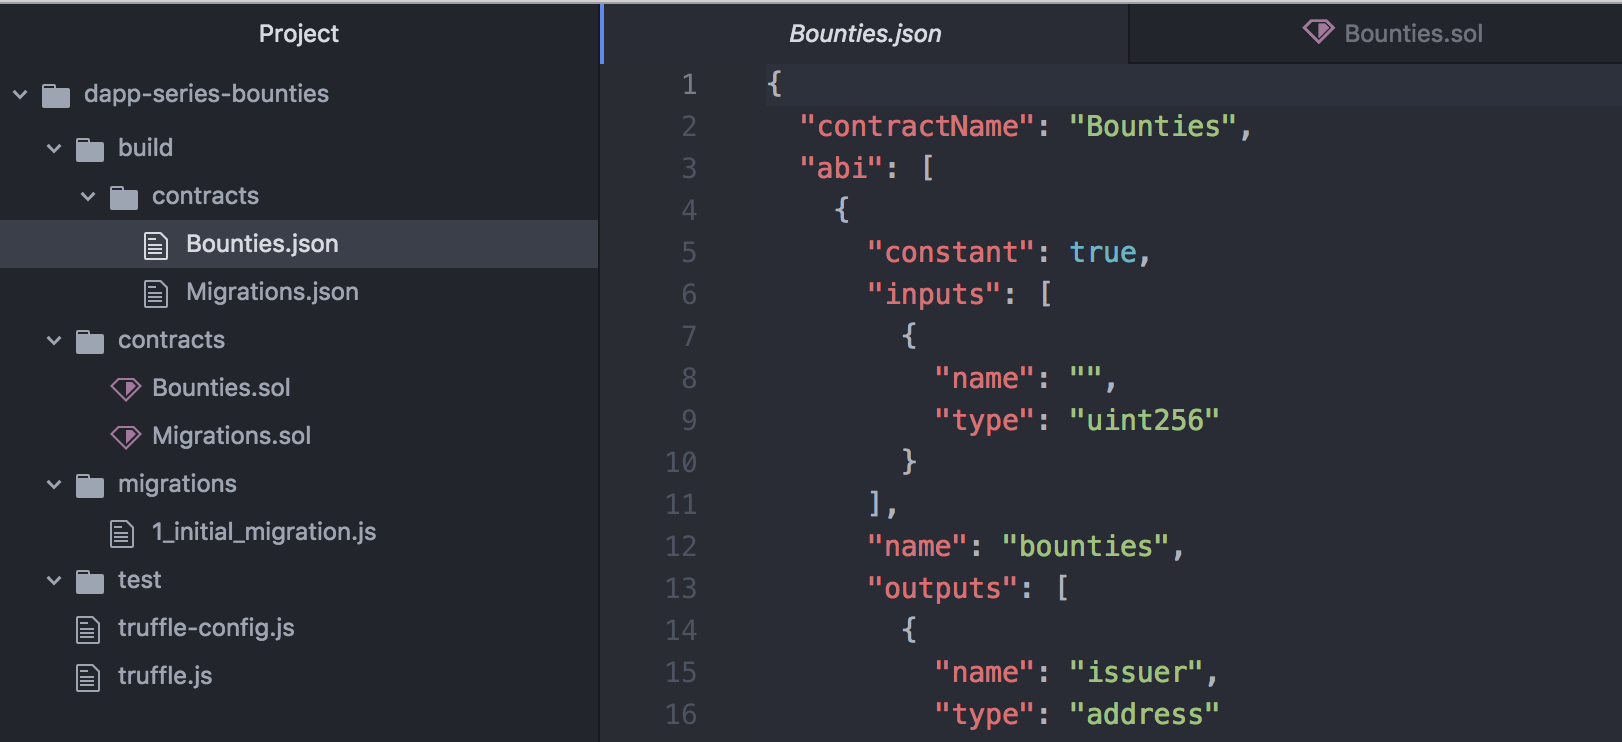 Project
dapp-series-bounties
build
contracts
Bounties.json
Migrations.json
contracts
Bounties.sol
Migrations.sol
migrations
1_initial_migration.js
test
truffle-config.js
truffle.js
Bounties.json
Bounties.sol
1 {
2 "contractName": "Bounties",
3 "abi": [
4 {
5 "constant": true,
6 "inputs": [
7 {
8 "name": "",
9 "type": "uint256"
10 }
11 ],
12 "name": "bounties",
13 "outputs": [
14 {
15 "name": "issuer",
16 "type": "address"